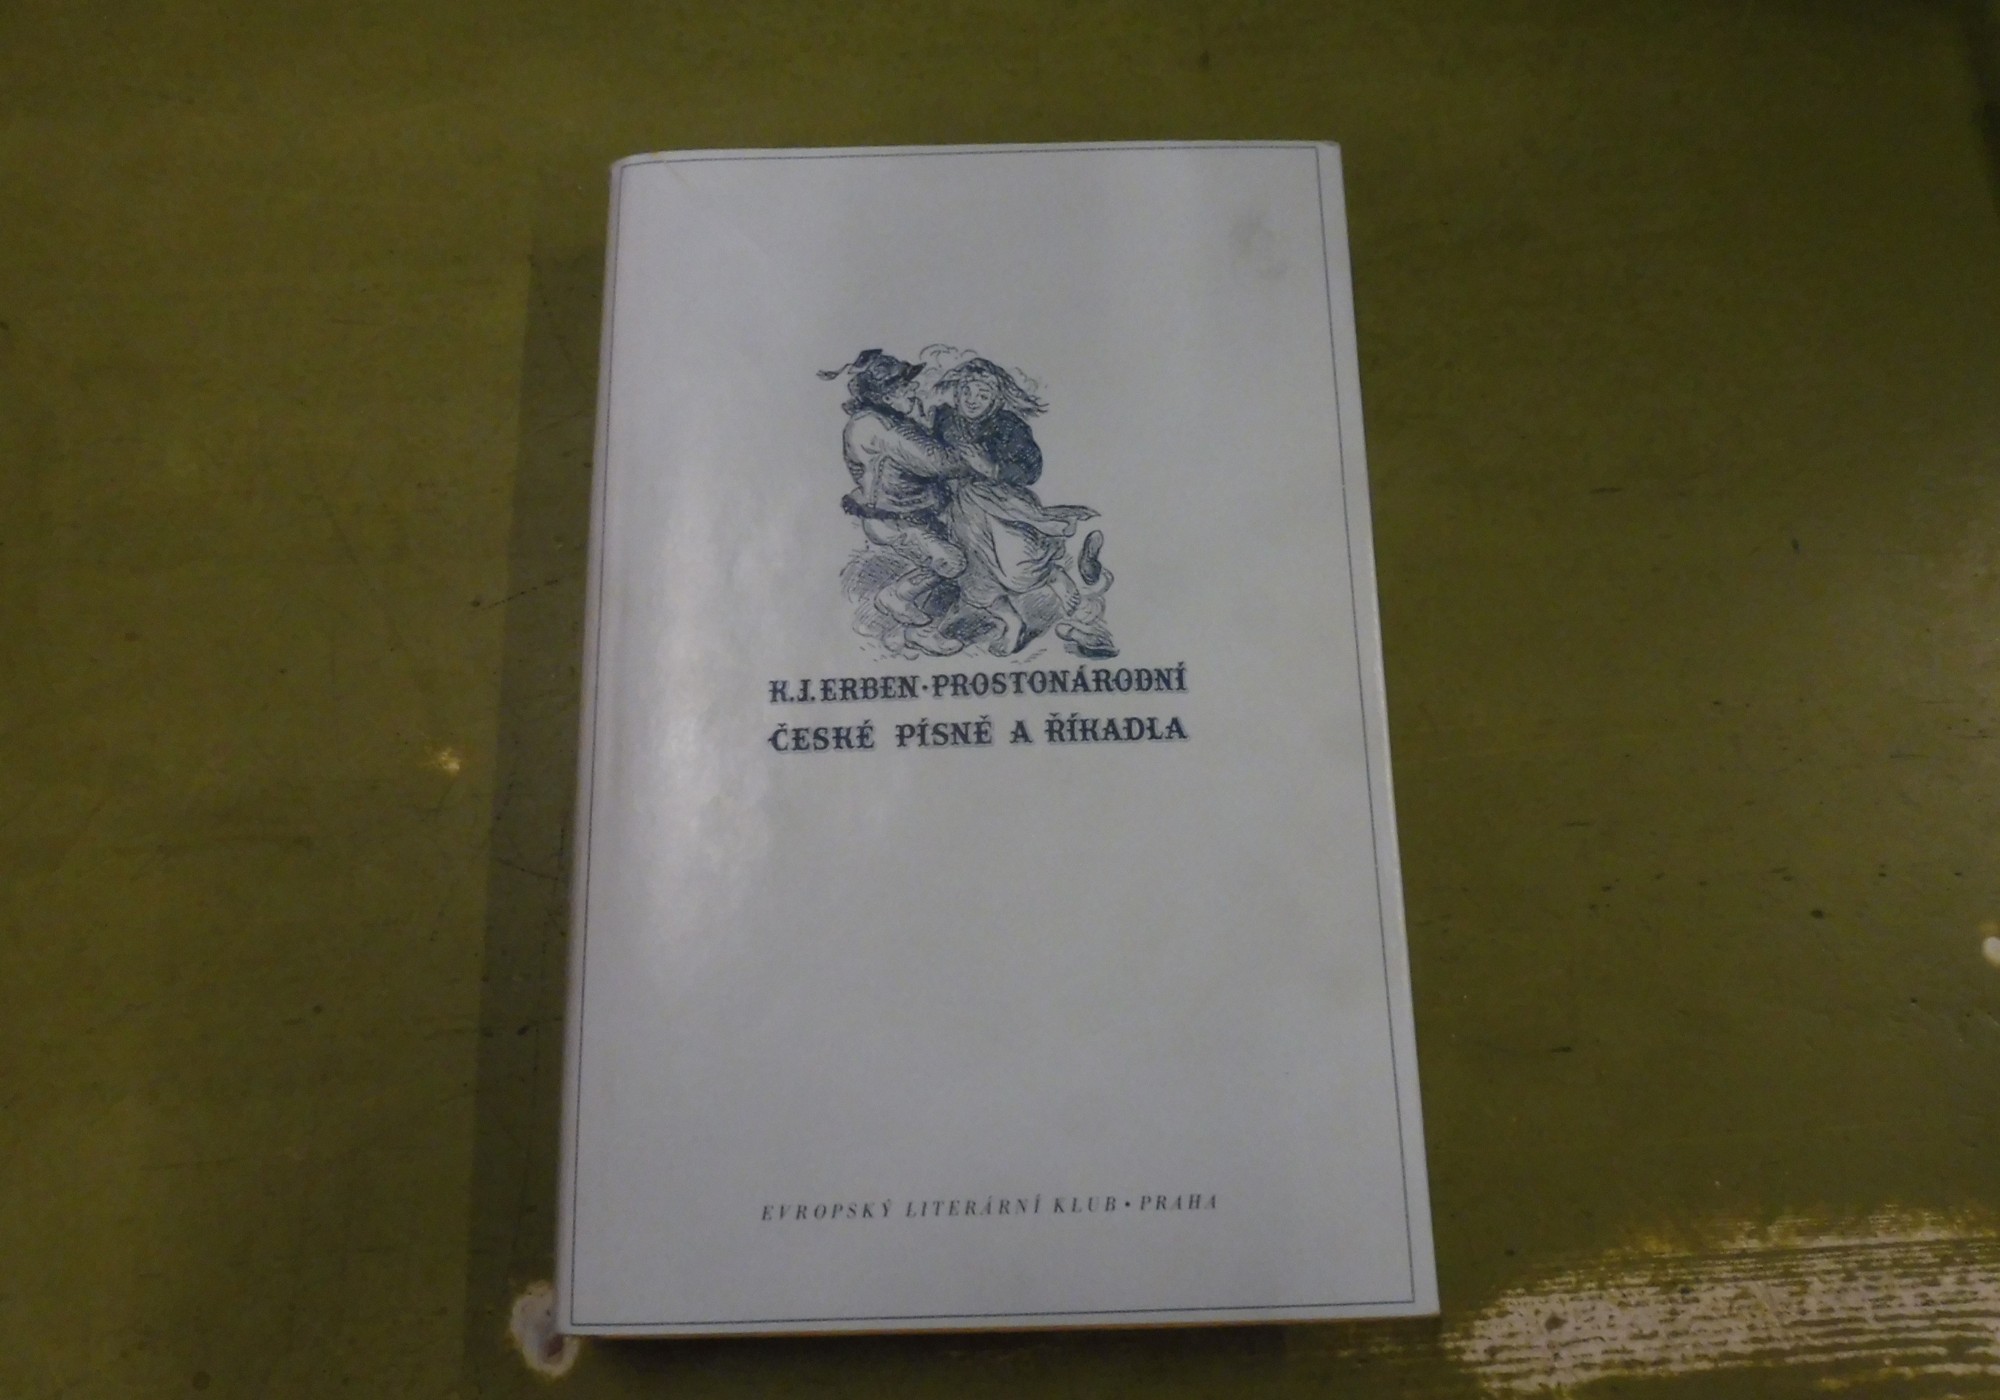 K.J. ERBEN · PROSTONÁRODNÍ
ČESKÉ PÍSNĚ A ŘÍKADLA
EVROPSKÝ LITERÁRNÍ KLUB • PRAHA